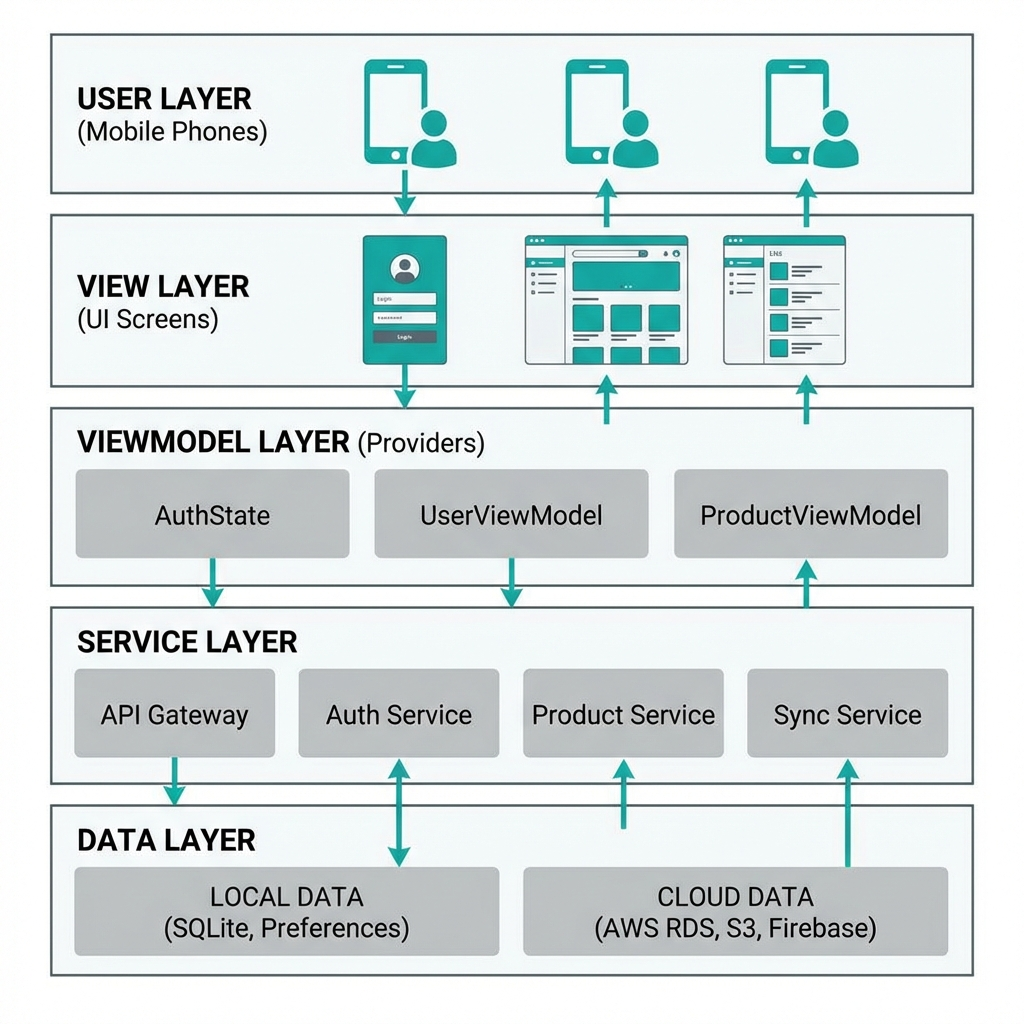 USER LAYER
(Mobile Phones)
VIEW LAYER
(UI Screens)
Login
VIEWMODEL LAYER (Providers)
AuthState
UserViewModel
ProductViewModel
SERVICE LAYER
API Gateway
Auth Service
Product Service
Sync Service
DATA LAYER
LOCAL DATA
(SQLite, Preferences)
CLOUD DATA
(AWS RDS, S3, Firebase)